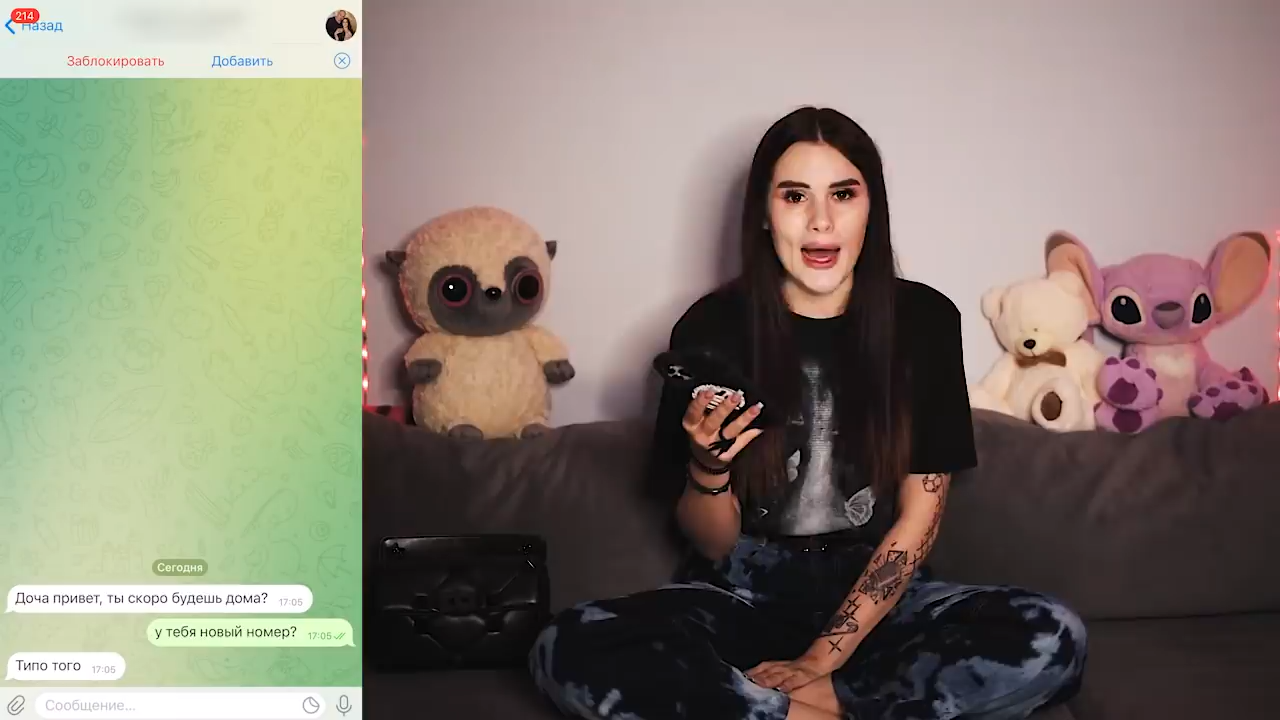 214
Назад
Заблокировать
Добавить
Сегодня
Доча привет, ты скоро будешь дома? 17:05
у тебя новый номер? 17:05
Типо того 17:05
Сообщение...